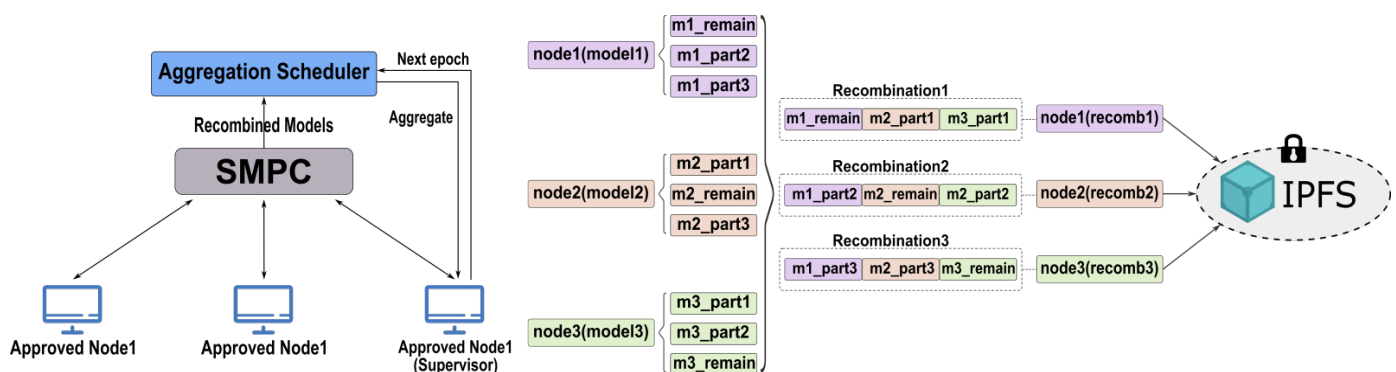 Next epoch
Aggregation Scheduler
Aggregate
Recombined Models
SMPC
Approved Node1
Approved Node1
Approved Node1
(Supervisor)
node1(model1)
m1_remain
m1_part2
m1_part3
node2(model2)
m2_part1
m2_remain
m2_part3
node3(model3)
m3_part1
m3_part2
m3_remain
Recombination1
m1_remain m2_part1 m3_part1
node1(recomb1)
Recombination2
m1_part2 m2_remain m2_part2
node2(recomb2)
Recombination3
m1_part3 m2_part3 m3_remain
node3(recomb3)
IPFS